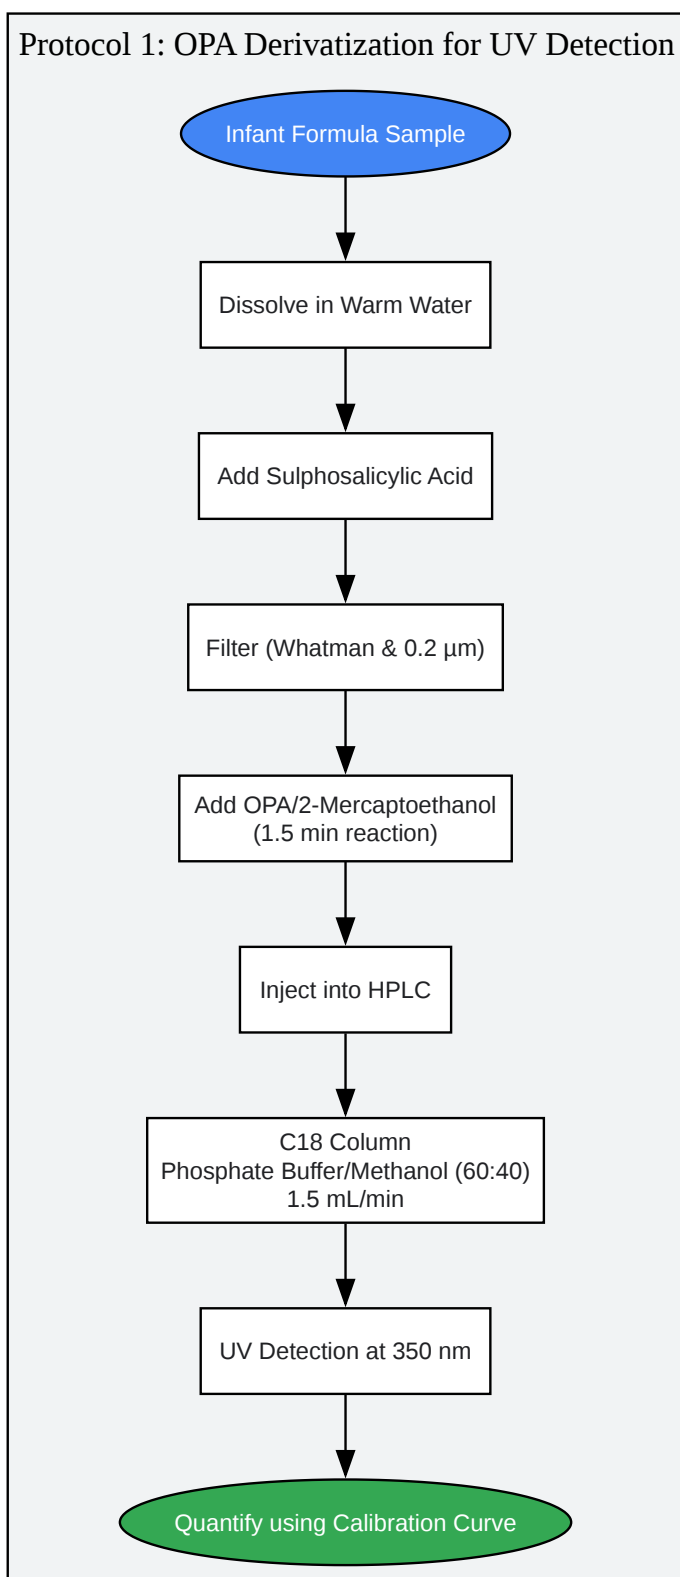 Protocol 1: OPA Derivatization for UV Detection
Infant Formula Sample
Dissolve in Warm Water
Add Sulphosalicylic Acid
Filter (Whatman & 0.2 µm)
Add OPA/2-Mercaptoethanol
(1.5 min reaction)
Inject into HPLC
C18 Column
Phosphate Buffer/Methanol (60:40)
1.5 mL/min
UV Detection at 350 nm
Quantify using Calibration Curve